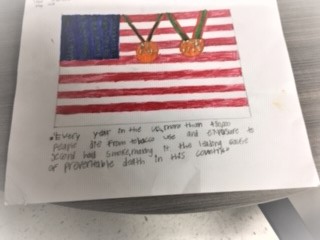 • Every year in the US, more than
people die from tobacco use and exposure to
second hand smoke, making it the leading cause
of preventable death in this country